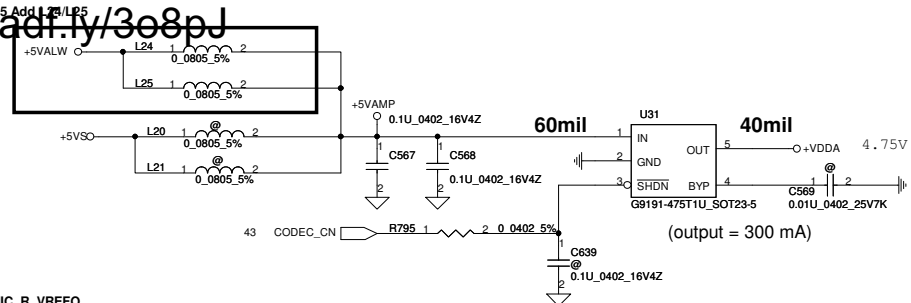 5 Add L24/L25
adf.ly/3o8pJ
+5VALW
L24
1
2
0_0805_5%
L25
1
2
0_0805_5%
+5VAMP
0.1U_0402_16V4Z
+5VS
L20
1
@
2
0_0805_5%
L21
1
@
2
0_0805_5%
1
C567
2
1
C568
0.1U_0402_16V4Z
2
60mil
U31
40mil
1
IN
OUT
5
+VDDA
4.75V
2
GND
3
SHDN
BYP
4
1
@
2
C569
0.01U_0402_25V7K
G9191-475T1U_SOT23-5
(output = 300 mA)
43
CODEC_CN
R795
1
2
0_0402_5%
1
C639
@
0.1U_0402_16V4Z
2
IC_R_VREFO